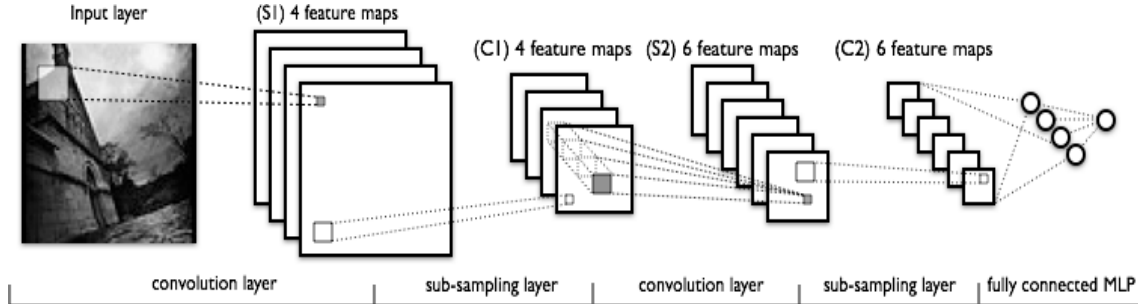 Input layer
(S1) 4 feature maps
(C1) 4 feature maps
(S2) 6 feature maps
(C2) 6 feature maps
convolution layer
sub-sampling layer
convolution layer
sub-sampling layer
fully connected MLP